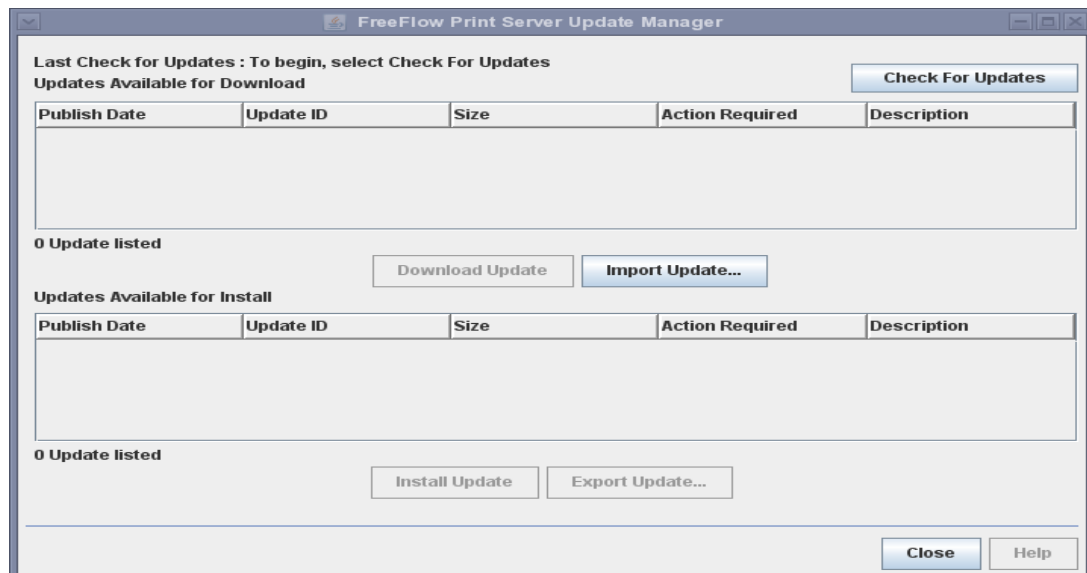 FreeFlow Print Server Update Manager
Last Check for Updates : To begin, select Check For Updates
Updates Available for Download
Check For Updates
Publish Date Update ID Size Action Required Description
0 Update listed
Download Update Import Update...
Updates Available for Install
Publish Date Update ID Size Action Required Description
0 Update listed
Install Update Export Update...
Close Help